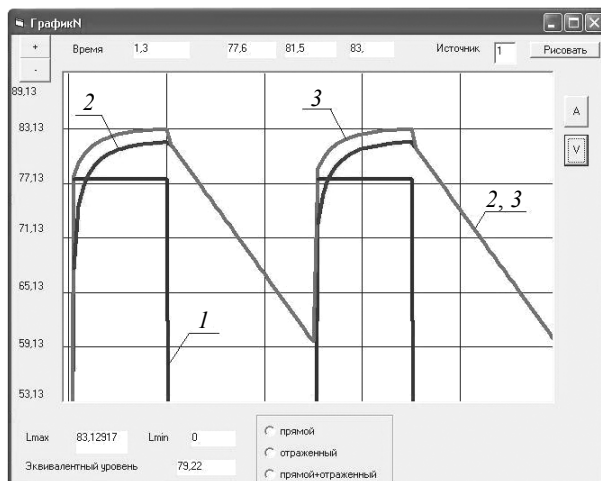 ГрафикN
+
-
Время 1,3 77,6 81,5 83, Источник 1 Рисовать
89,13
83,13
77,13
71,13
65,13
59,13
53,13
2
3
2, 3
1
A
V
Lmax 83,12917 Lmin 0
Эквивалентный уровень 79,22
прямой
отраженный
прямой+отраженный